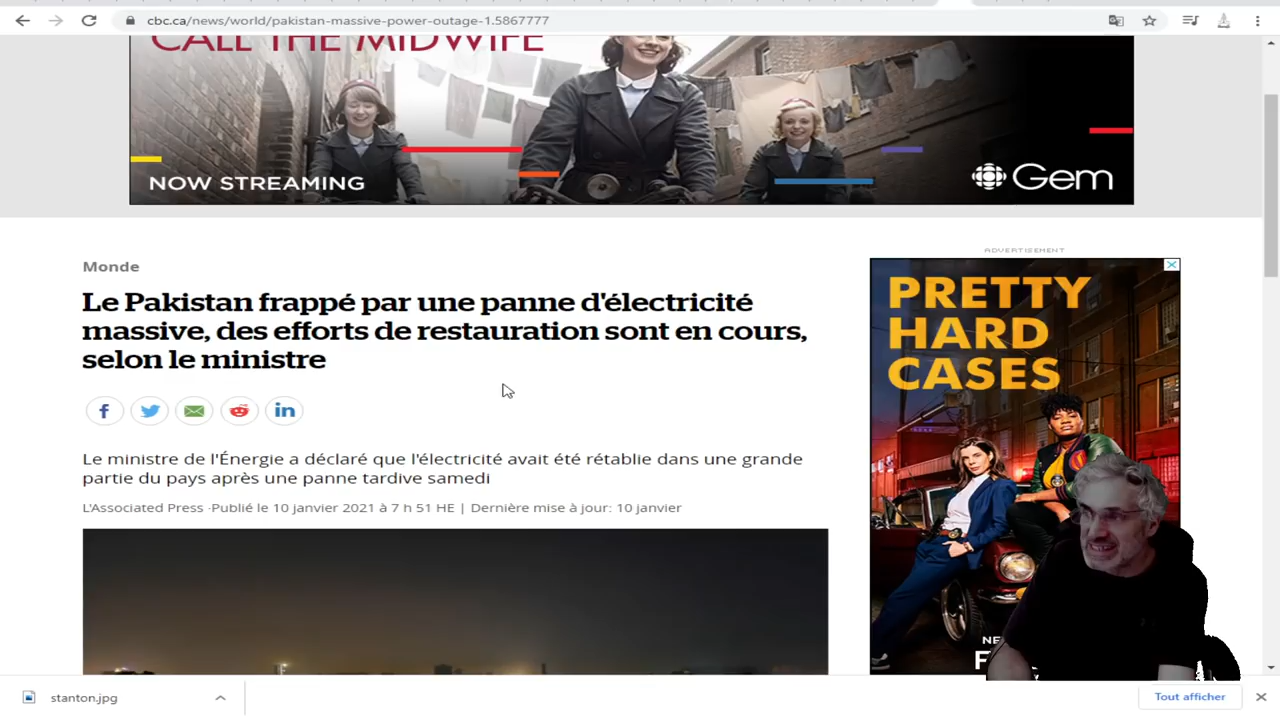 cbc.ca/news/world/pakistan-massive-power-outage-1.5867777
CALL THE MIDWIFE
NOW STREAMING
Gem
ADVERTISEMENT
Monde
Le Pakistan frappé par une panne d'électricité
massive, des efforts de restauration sont en cours,
selon le ministre
Le ministre de l'Énergie a déclaré que l'électricité avait été rétablie dans une grande
partie du pays après une panne tardive samedi
L'Associated Press ·Publié le 10 janvier 2021 à 7 h 51 HE | Dernière mise à jour: 10 janvier
PRETTY
HARD
CASES
stanton.jpg
Tout afficher